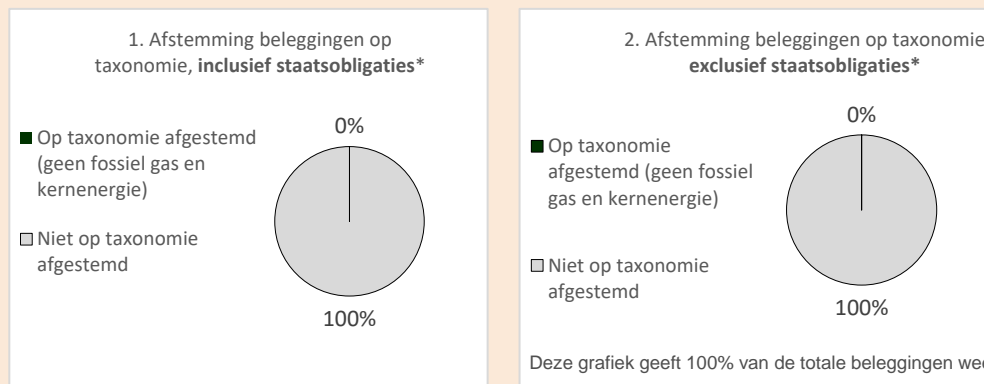 1. Afstemming beleggingen op
taxonomie, inclusief staatsobligaties*
Op taxonomie afgestemd
(geen fossiel gas en
kernenergie)
Niet op taxonomie
afgestemd
0%
100%
2. Afstemming beleggingen op taxonomie
exclusief staatsobligaties*
Op taxonomie
afgestemd (geen fossiel
gas en kernenergie)
Niet op taxonomie
afgestemd
0%
100%
Deze grafiek geeft 100% van de totale beleggingen